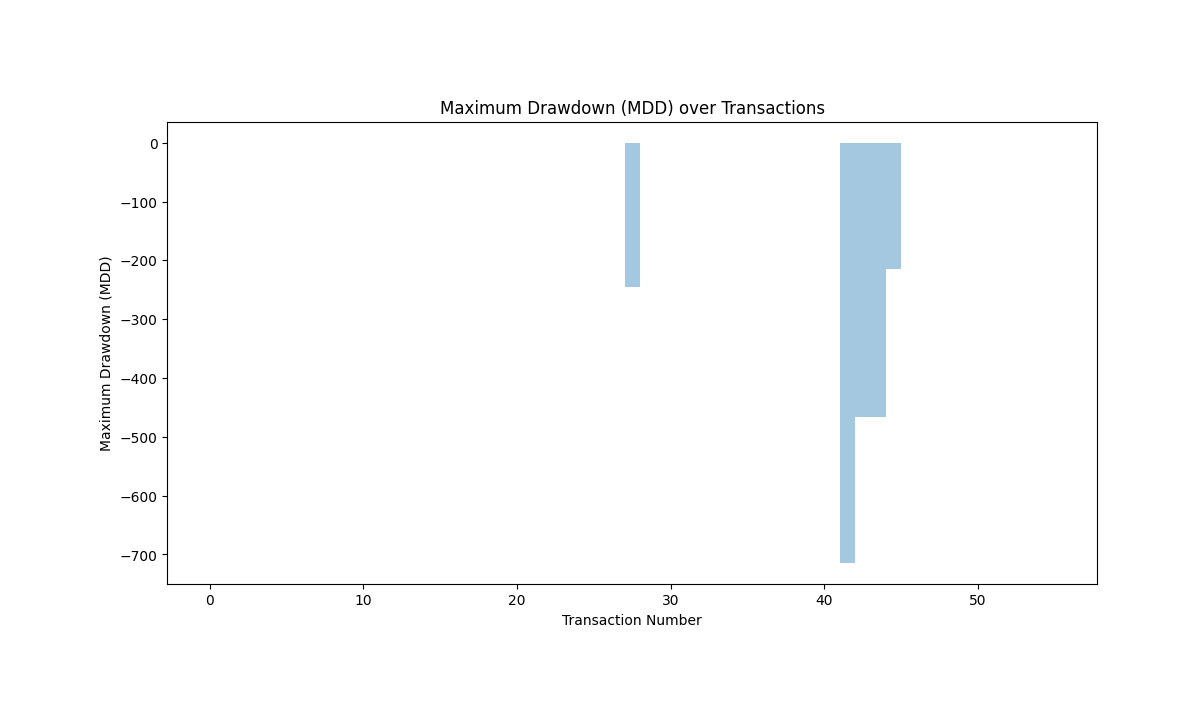 Maximum Drawdown (MDD) over Transactions
Maximum Drawdown (MDD)
0
−100
−200
−300
−400
−500
−600
−700
0 10 20 30 40 50
Transaction Number